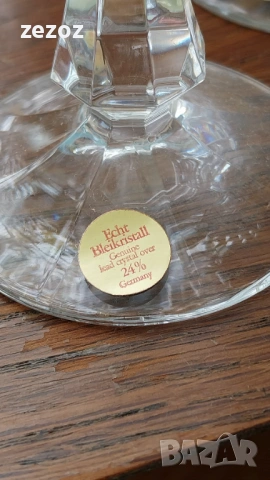 zezoz
Echt
Bleikristall
Genuine
lead crystal over
24%
Germany
BAZAR